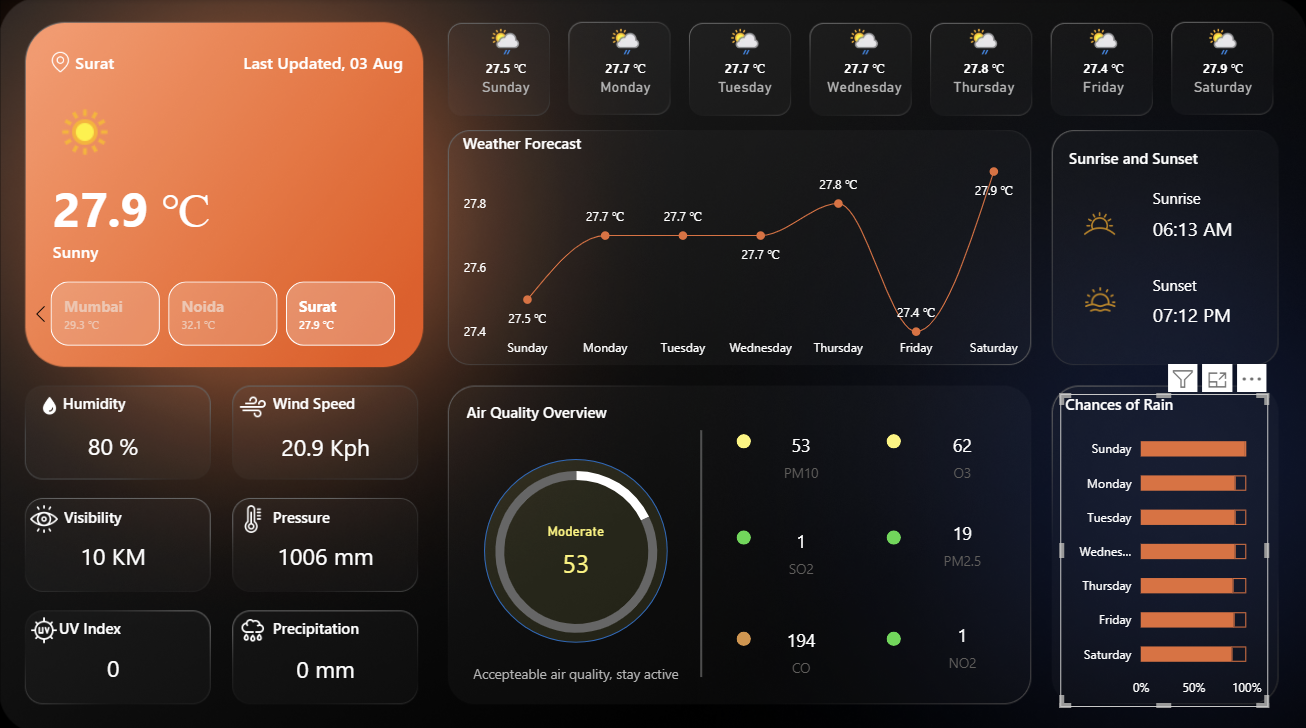 Surat
Last Updated, 03 Aug
27.9 ℃
Sunny
Mumbai
29.3 ℃
Noida
32.1 ℃
Surat
27.9 ℃
27.5 ℃
Sunday
27.7 ℃
Monday
27.7 ℃
Tuesday
27.7 ℃
Wednesday
27.8 ℃
Thursday
27.4 ℃
Friday
27.9 ℃
Saturday
Weather Forecast
27.8
27.6
27.4
27.5 ℃
27.7 ℃
27.7 ℃
27.7 ℃
27.8 ℃
27.4 ℃
27.9 ℃
Sunday
Monday
Tuesday
Wednesday
Thursday
Friday
Saturday
Sunrise and Sunset
Sunrise
06:13 AM
Sunset
07:12 PM
Humidity
80 %
Wind Speed
20.9 Kph
Visibility
10 KM
Pressure
1006 mm
UV
UV Index
0
Precipitation
0 mm
Air Quality Overview
Moderate
53
Accepteable air quality, stay active
53
PM10
62
O3
1
SO2
19
PM2.5
194
CO
1
NO2
Chances of Rain
Sunday
Monday
Tuesday
Wednes...
Thursday
Friday
Saturday
0%
50%
100%